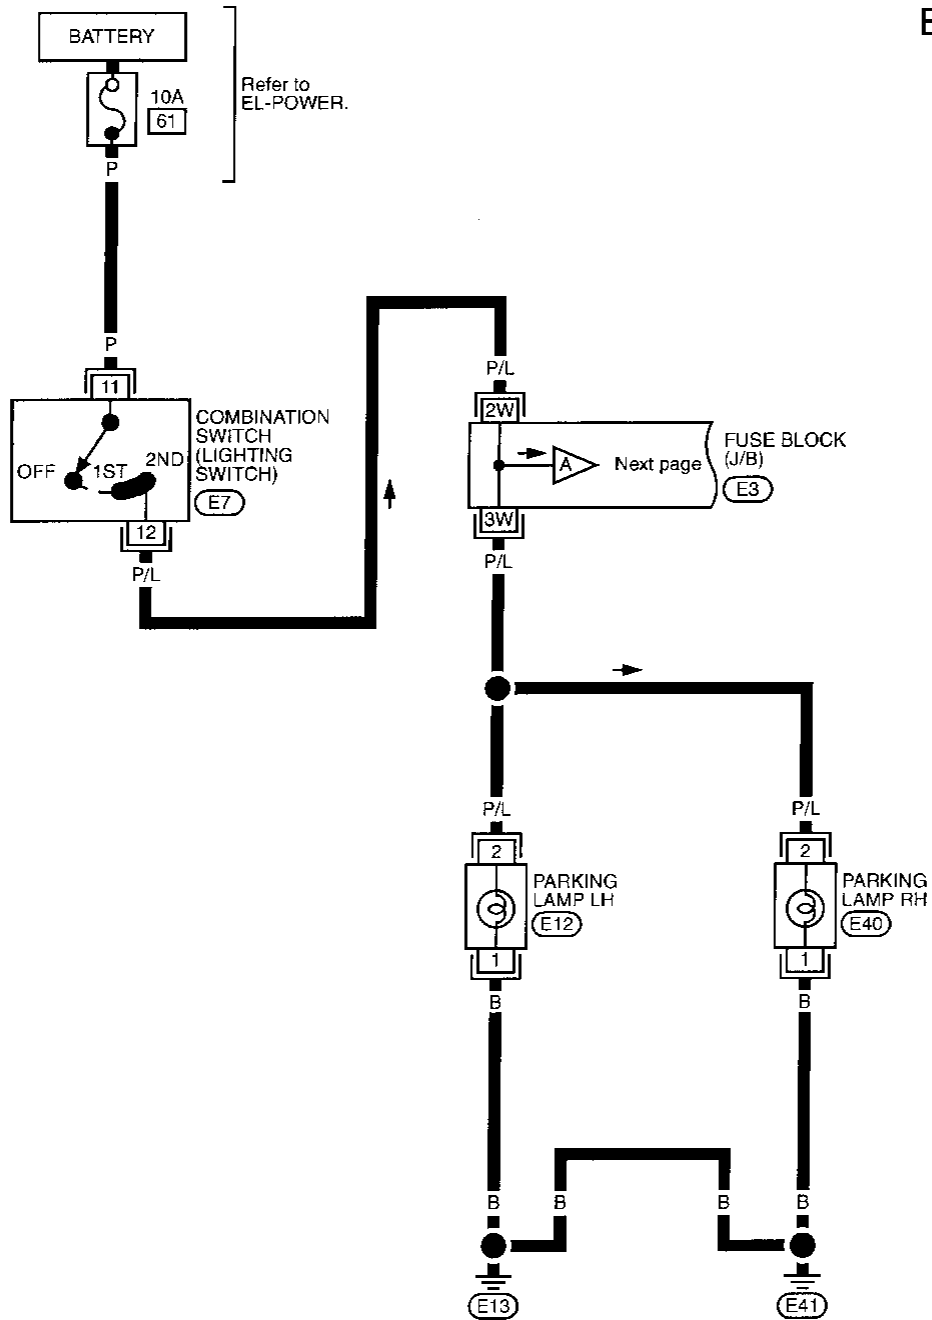 E
BATTERY
10A
61
Refer to
EL-POWER.
P
P
11
COMBINATION
SWITCH
(LIGHTING
SWITCH)
E7
OFF
1ST
2ND
12
P/L
P/L
2W
A
Next page
FUSE BLOCK
(J/B)
E3
3W
P/L
P/L
P/L
2
2
PARKING
LAMP LH
E12
PARKING
LAMP RH
E40
1
1
B
B
B
B
B
B
E13
E41